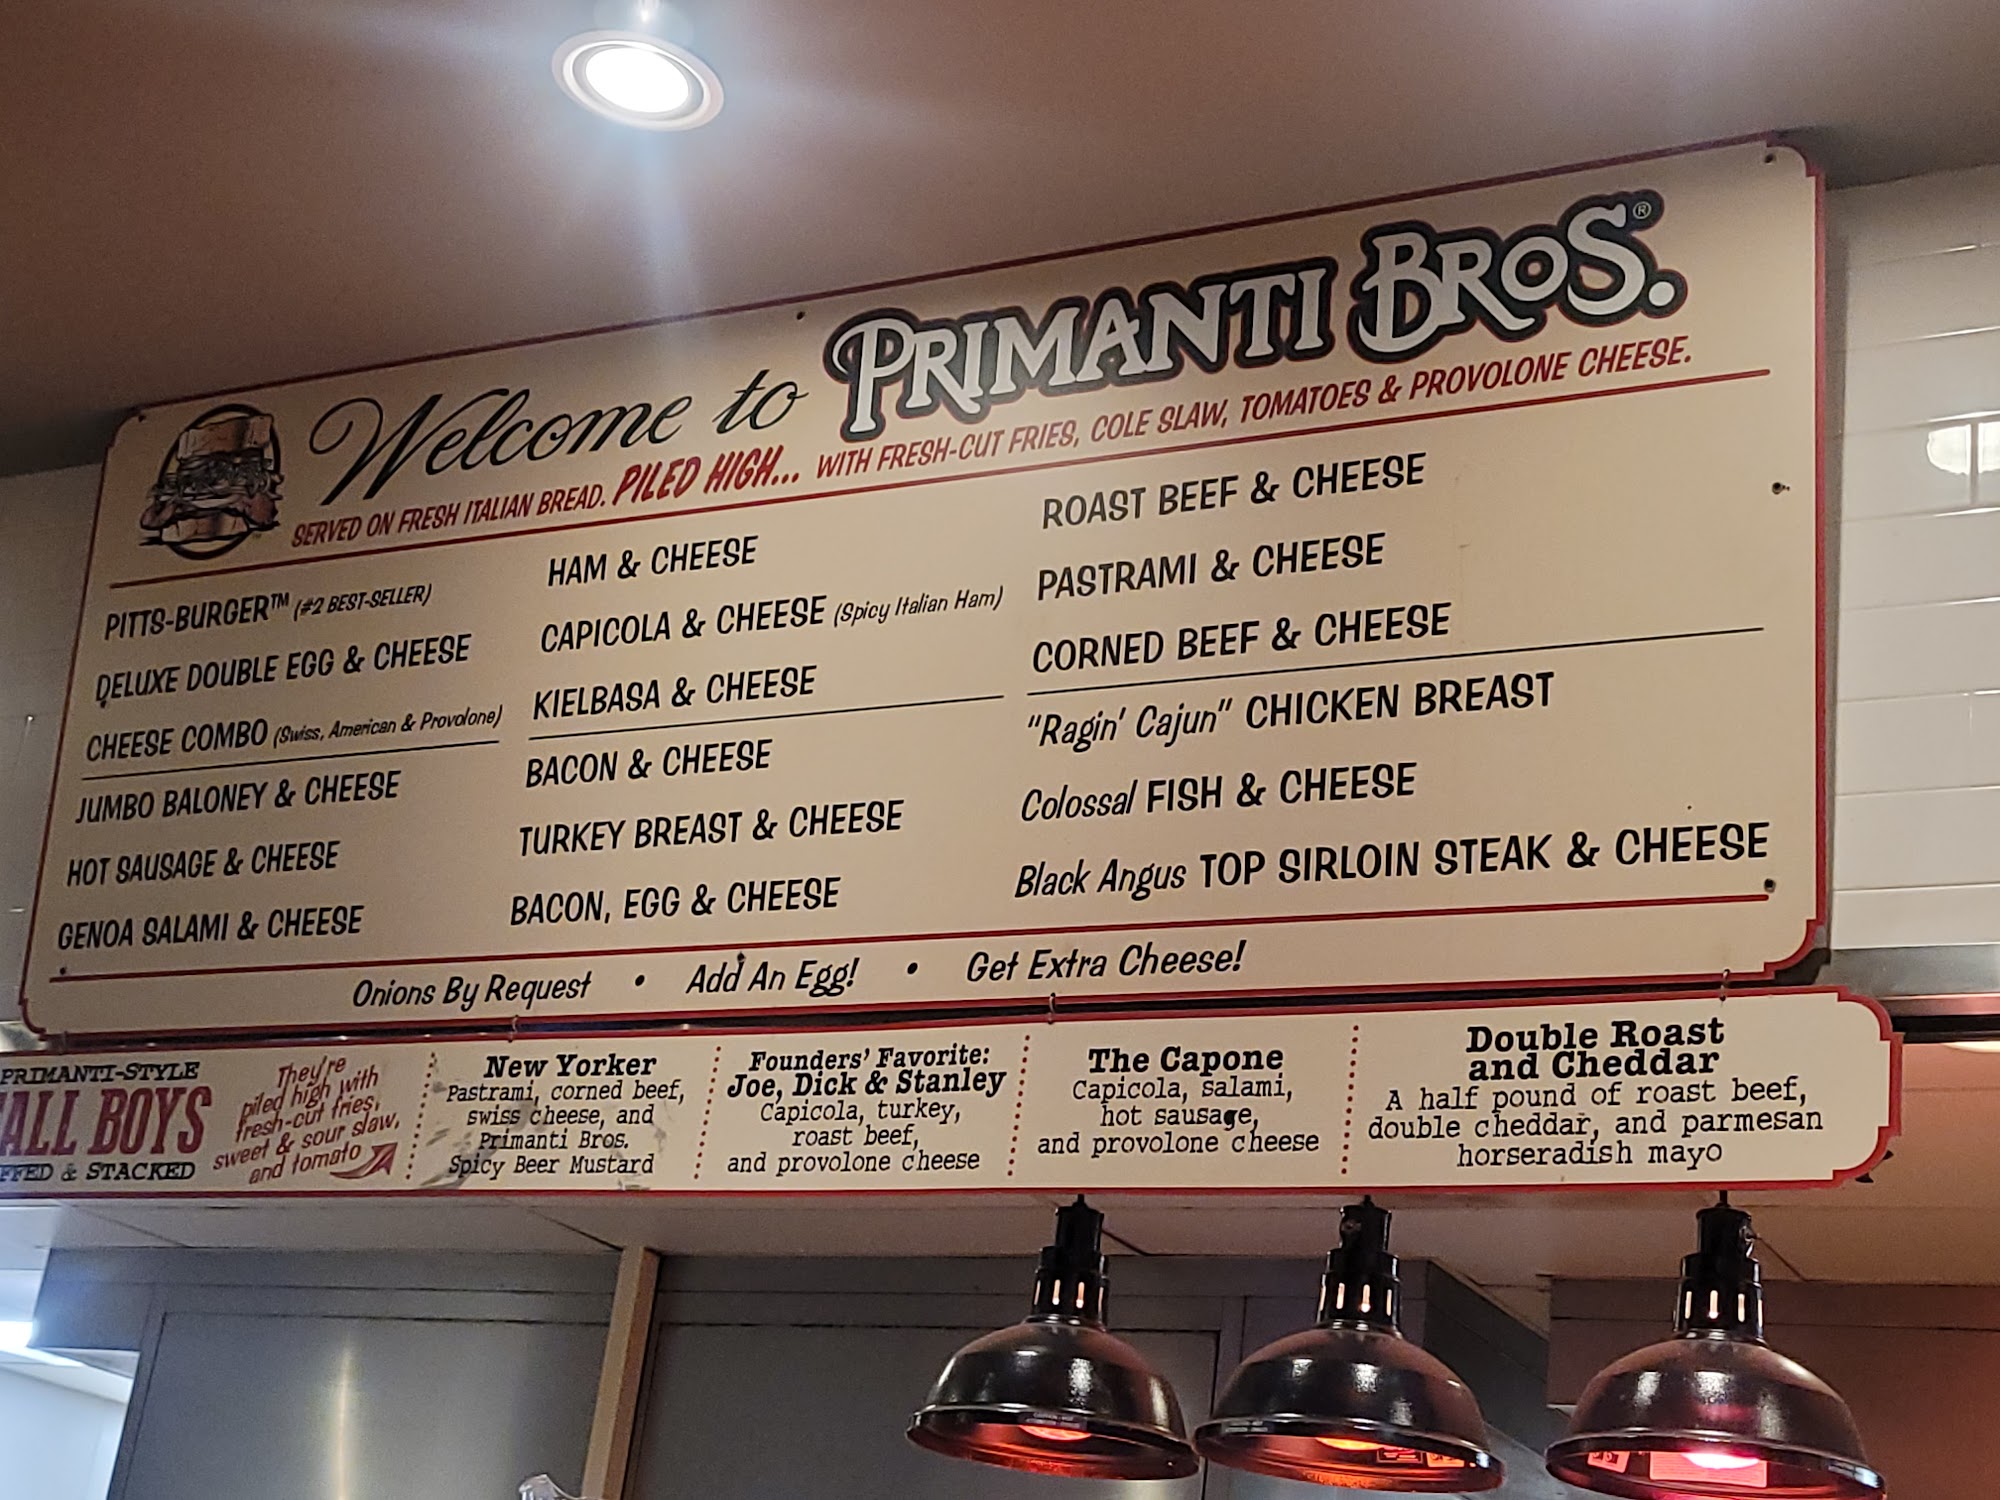 Welcome to PRIMANTI BROS.®
SERVED ON FRESH ITALIAN BREAD. PILED HIGH... WITH FRESH-CUT FRIES, COLE SLAW, TOMATOES & PROVOLONE CHEESE.
PITTS-BURGER™ (#2 BEST-SELLER)
DELUXE DOUBLE EGG & CHEESE
CHEESE COMBO (Swiss, American & Provolone)
JUMBO BALONEY & CHEESE
HOT SAUSAGE & CHEESE
GENOA SALAMI & CHEESE
HAM & CHEESE
CAPICOLA & CHEESE (Spicy Italian Ham)
KIELBASA & CHEESE
BACON & CHEESE
TURKEY BREAST & CHEESE
BACON, EGG & CHEESE
ROAST BEEF & CHEESE
PASTRAMI & CHEESE
CORNED BEEF & CHEESE
"Ragin' Cajun" CHICKEN BREAST
Colossal FISH & CHEESE
Black Angus TOP SIRLOIN STEAK & CHEESE
Onions By Request • Add An Egg! • Get Extra Cheese!
PRIMANTI-STYLE
ALL BOYS
FFED & STACKED
They're
piled high with
fresh-cut fries,
sweet & sour slaw,
and tomato
New Yorker
Pastrami, corned beef,
swiss cheese, and
Primanti Bros.
Spicy Beer Mustard
Founders' Favorite:
Joe, Dick & Stanley
Capicola, turkey,
roast beef,
and provolone cheese
The Capone
Capicola, salami,
hot sausage,
and provolone cheese
Double Roast
and Cheddar
A half pound of roast beef,
double cheddar, and parmesan
horseradish mayo